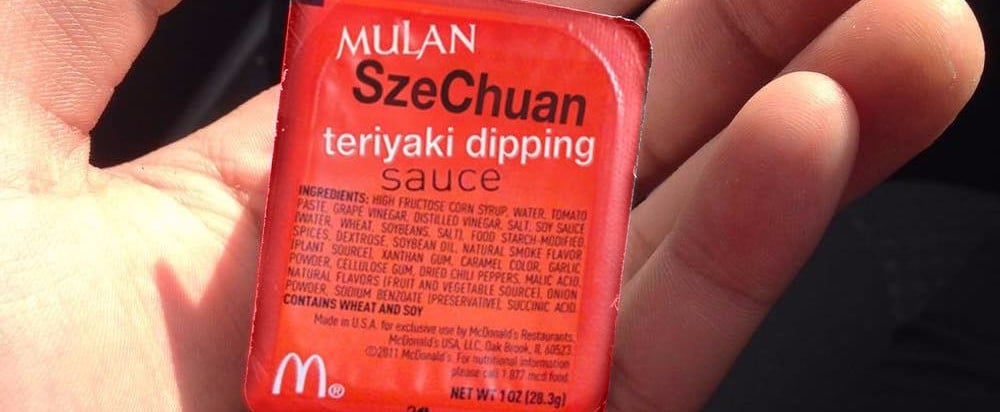 MULAN
SzeChuan
teriyaki dipping
sauce
INGREDIENTS: HIGH FRUCTOSE CORN SYRUP, WATER, TOMATO
PASTE, GRAPE VINEGAR, DISTILLED VINEGAR, SALT, SOY SAUCE
(WATER, WHEAT, SOYBEANS, SALT), FOOD STARCH-MODIFIED,
SPICES, DEXTROSE, SOYBEAN OIL, NATURAL SMOKE FLAVOR
(PLANT SOURCE), XANTHAN GUM, CARAMEL COLOR, GARLIC
POWDER, CELLULOSE GUM, DRIED CHILI PEPPERS, MALIC ACID,
NATURAL FLAVORS (FRUIT AND VEGETABLE SOURCE), ONION
POWDER, SODIUM BENZOATE (PRESERVATIVE), SUCCINIC ACID.
CONTAINS WHEAT AND SOY
Made in U.S.A. for exclusive use by McDonald's Restaurants.
McDonald's USA, LLC, Oak Brook, IL 60523
©2011 McDonald's. For nutritional information
please call 1.877.mcd.food.
M®
NET WT 1 OZ (28.3g)